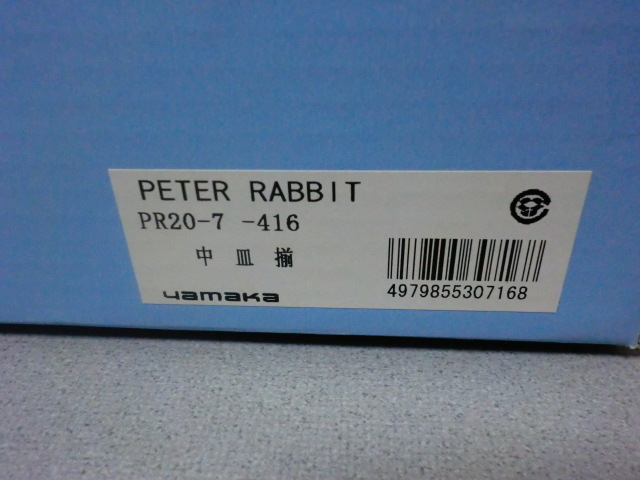 PETER RABBIT
PR20-7 -416
中皿揃
yamaka
4979855307168